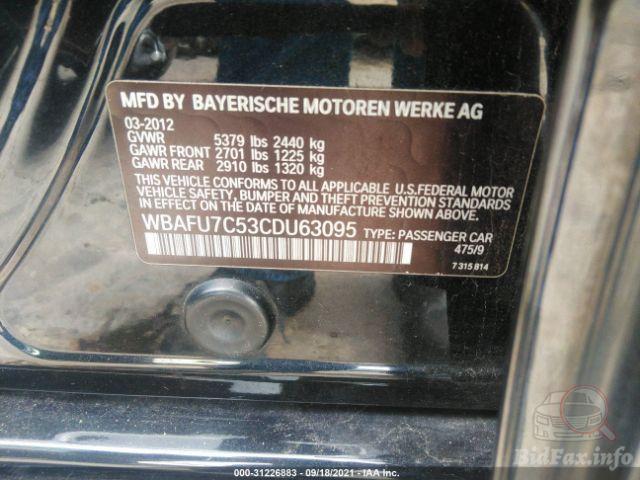 MFD BY BAYERISCHE MOTOREN WERKE AG
03-2012
GVWR 5379 lbs 2440 kg
GAWR FRONT 2701 lbs 1225 kg
GAWR REAR 2910 lbs 1320 kg
THIS VEHICLE CONFORMS TO ALL APPLICABLE U.S.FEDERAL MOTOR
VEHICLE SAFETY, BUMPER AND THEFT PREVENTION STANDARDS
IN EFFECT ON THE DATE OF MANUFACTURE SHOWN ABOVE.
WBAFU7C53CDU63095 TYPE: PASSENGER CAR
475/9
7 315 814
BidFax.info
000-31226883 - 09/18/2021 - IAA Inc.